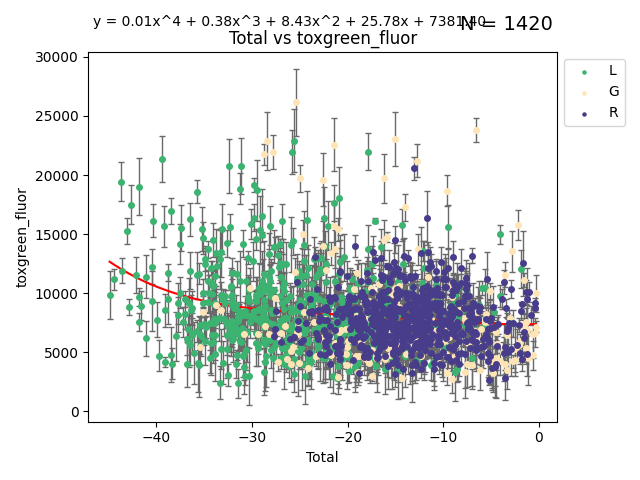 y = 0.01x^4 + 0.38x^3 + 8.43x^2 + 25.78x + 7381.40
N = 1420
Total vs toxgreen_fluor
30000
25000
20000
15000
10000
5000
0
toxgreen_fluor
−40
−30
−20
−10
0
Total
L
G
R